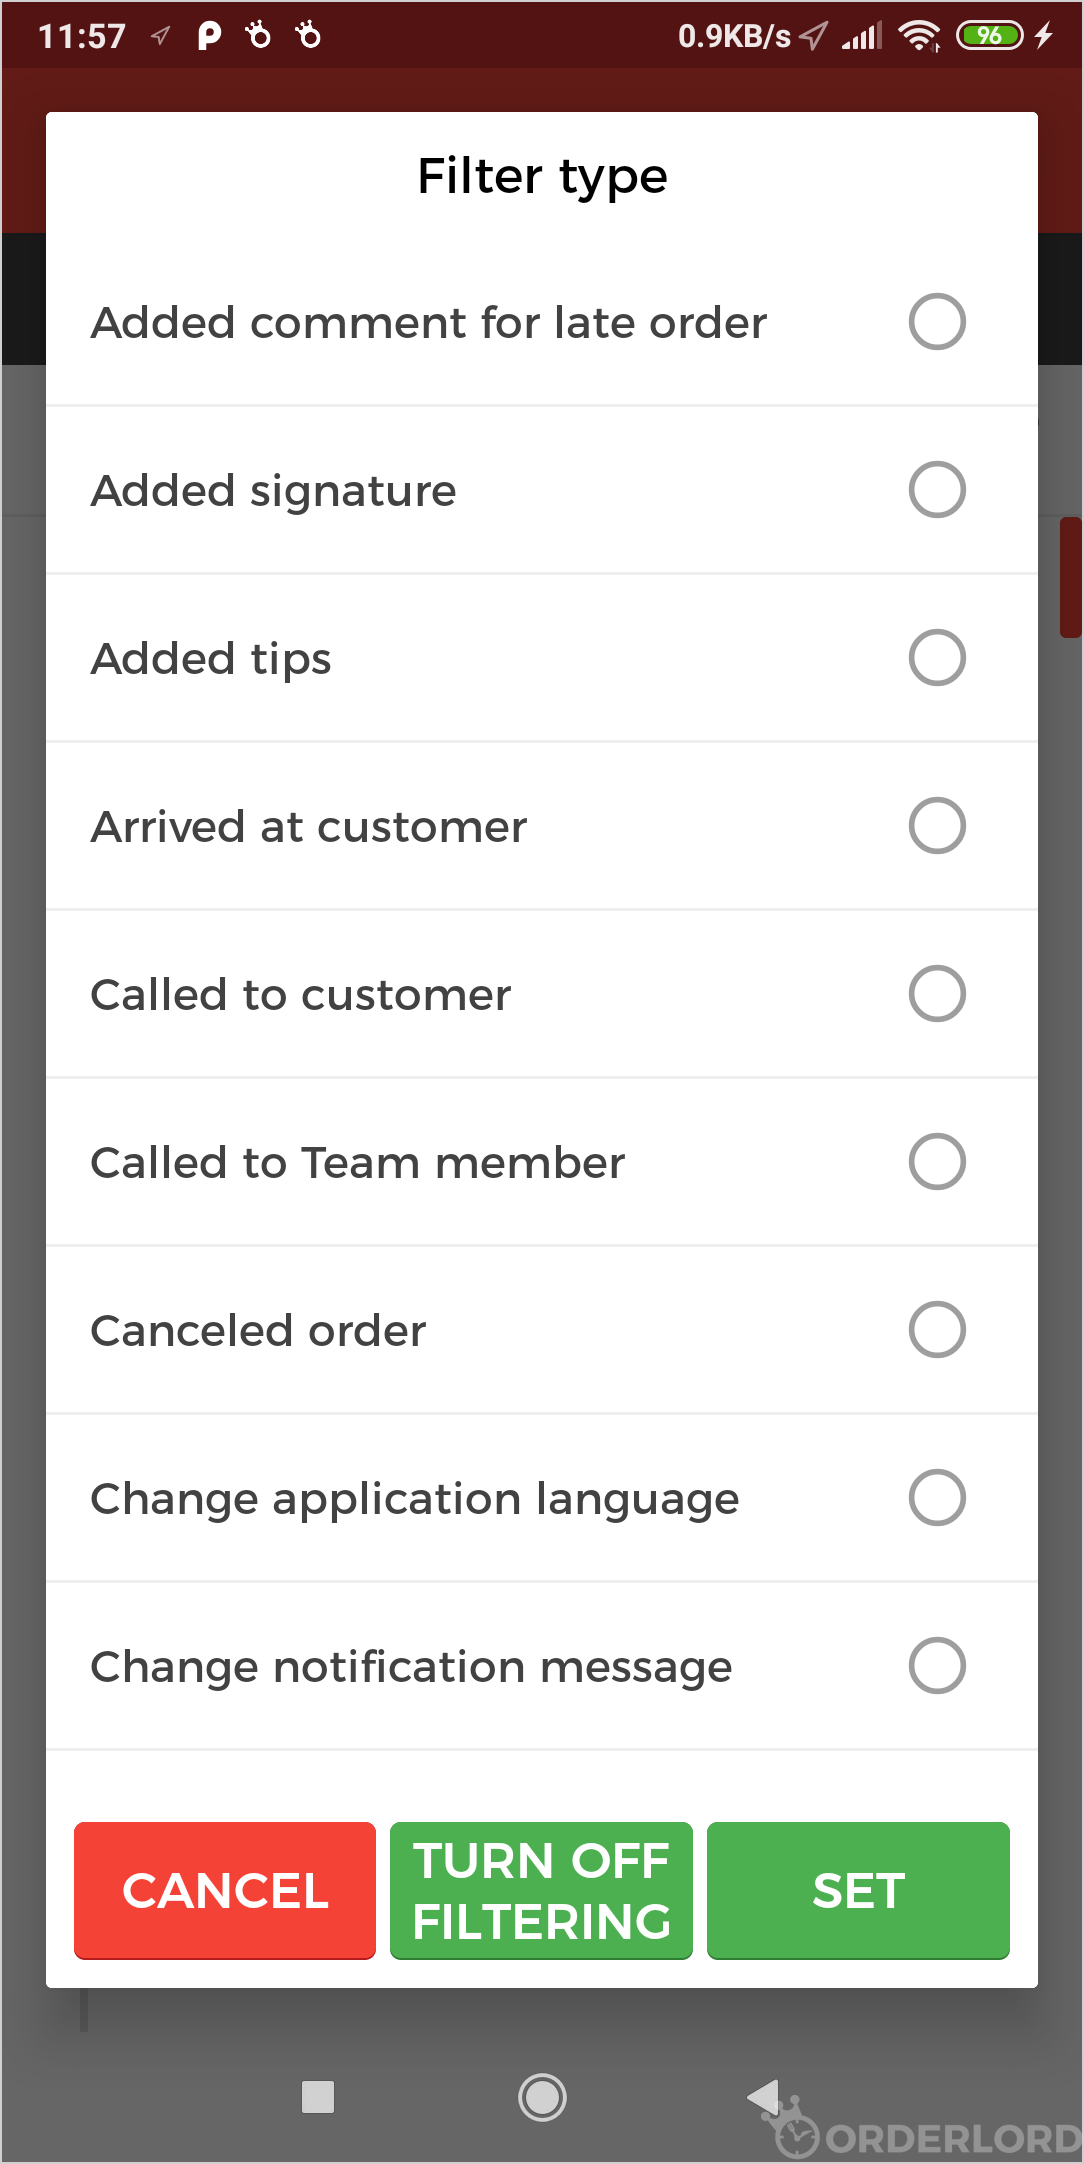 11:57 0.9KB/s 96
Filter type
Added comment for late order
Added signature
Added tips
Arrived at customer
Called to customer
Called to Team member
Canceled order
Change application language
Change notification message
CANCEL
TURN OFF
FILTERING
SET
ORDERLORD